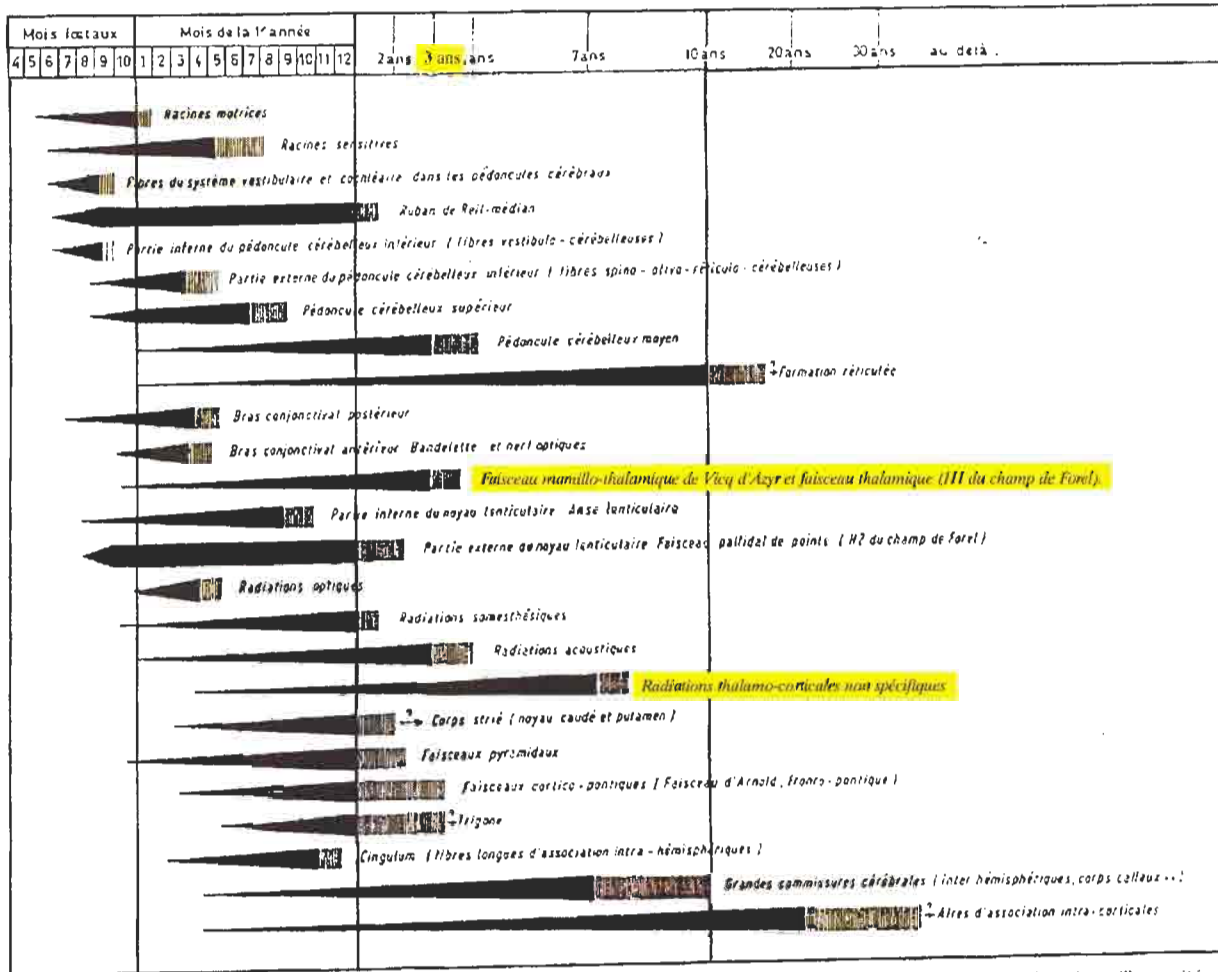 Mois fœtaux Mois de la 1e année
4 5 6 7 8 9 10 1 2 3 4 5 6 7 8 9 10 11 12 2ans 3 ans ans 7ans 10ans 20ans 30ans au delà .
Racines motrices
Racines sensitives
Fibres du système vestibulaire et cochléaire dans les pédoncules cérébraux
Ruban de Reil-médian
Partie interne du pédoncule cérébelleux inférieur ( fibres vestibulo - cérébelleuses )
Partie externe du pédoncule cérébelleux inférieur ( fibres spino - olivo - réticulo - cérébelleuses )
Pédoncule cérébelleux supérieur
Pédoncule cérébelleux moyen
? Formation réticulée
Bras conjonctival postérieur
Bras conjonctival antérieur Bandelette et nerf optiques
Faisceau mamillo-thalamique de Vicq d'Azyr et faisceau thalamique (H1 du champ de Forel).
Partie interne du noyau lenticulaire Anse lenticulaire
Partie externe du noyau lenticulaire Faisceau pallidal de points ( H2 du champ de Forel )
Radiations optiques
Radiations somesthésiques
Radiations acoustiques
Radiations thalamo-corticales non spécifiques
? Corps strié ( noyau caudé et putamen )
Faisceaux pyramidaux
Faisceaux cortico - pontiques ( Faisceau d'Arnold, fronto - pontique )
? Trigone
Cingulum ( fibres longues d'association intra - hémisphériques )
Grandes commissures cérébrales ( inter hémisphériques, corps calleux .. )
? Aires d'association intra - corticales